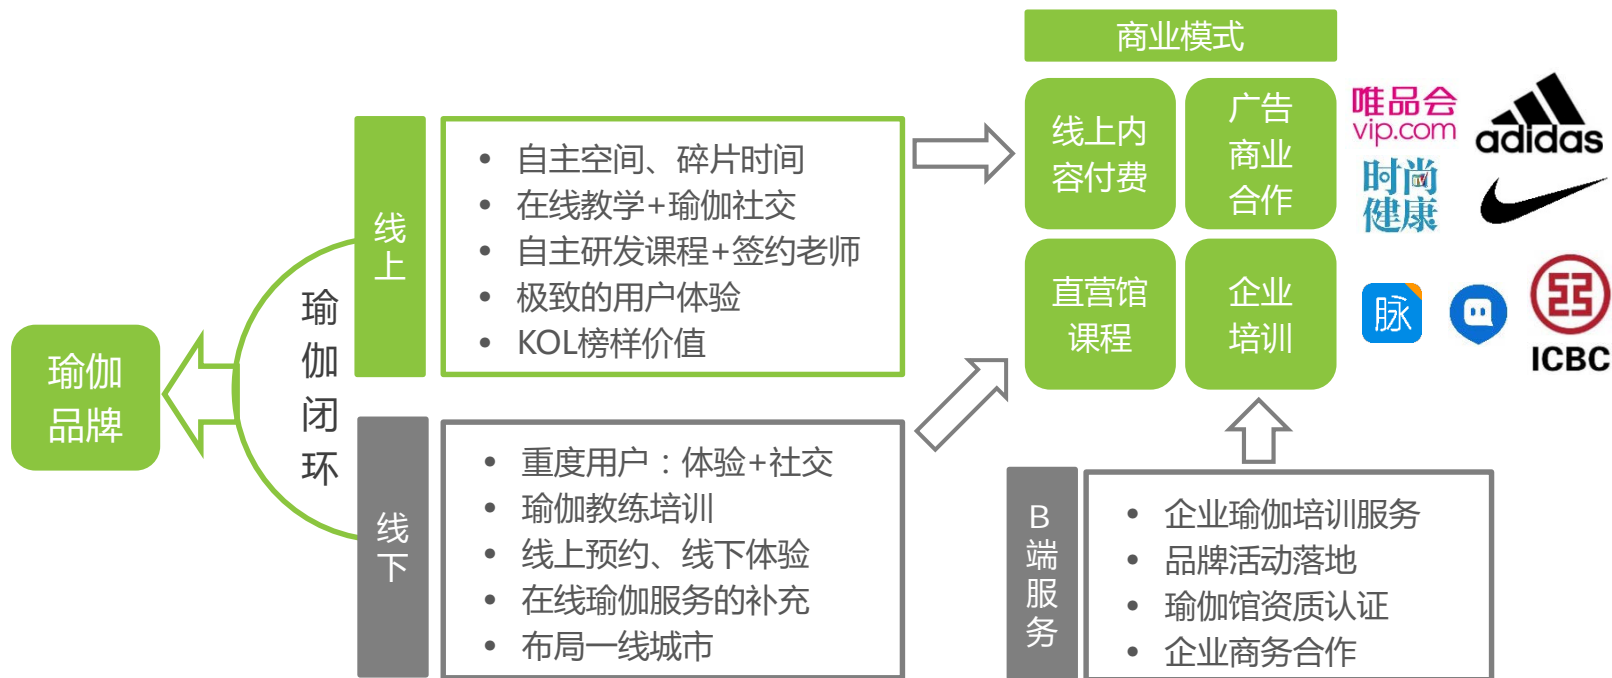 商业模式
线上内
容付费
广告
商业
合作
直营馆
课程
企业
培训
唯品会
vip.com
adidas
时尚
健康
脉
ICBC
线
上
• 自主空间、碎片时间
• 在线教学+瑜伽社交
• 自主研发课程+签约老师
• 极致的用户体验
• KOL榜样价值
瑜
伽
闭
环
瑜伽
品牌
线
下
• 重度用户：体验+社交
• 瑜伽教练培训
• 线上预约、线下体验
• 在线瑜伽服务的补充
• 布局一线城市
B
端
服
务
• 企业瑜伽培训服务
• 品牌活动落地
• 瑜伽馆资质认证
• 企业商务合作